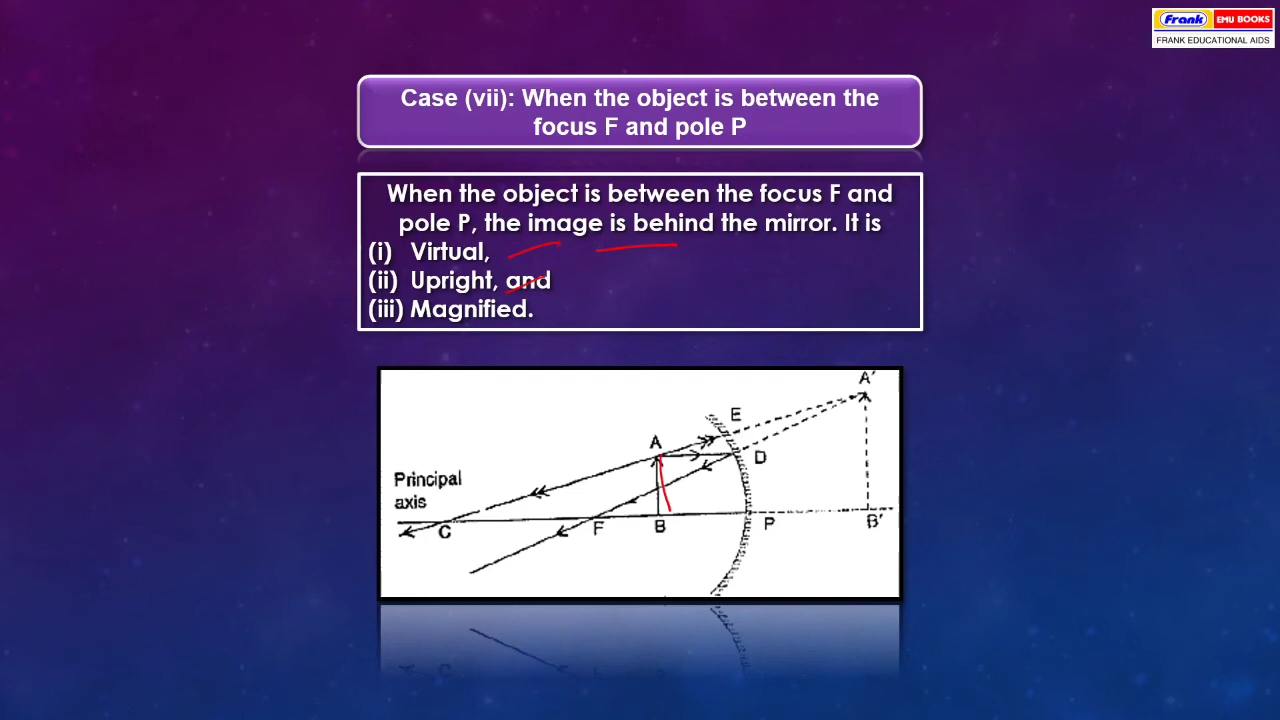 Frank EMU BOOKS
FRANK EDUCATIONAL AIDS
Case (vii): When the object is between the
focus F and pole P
When the object is between the focus F and
pole P, the image is behind the mirror. It is
(i) Virtual,
(ii) Upright, and
(iii) Magnified.
A′
E
A
D
Principal
axis
C
F
B
P
B′